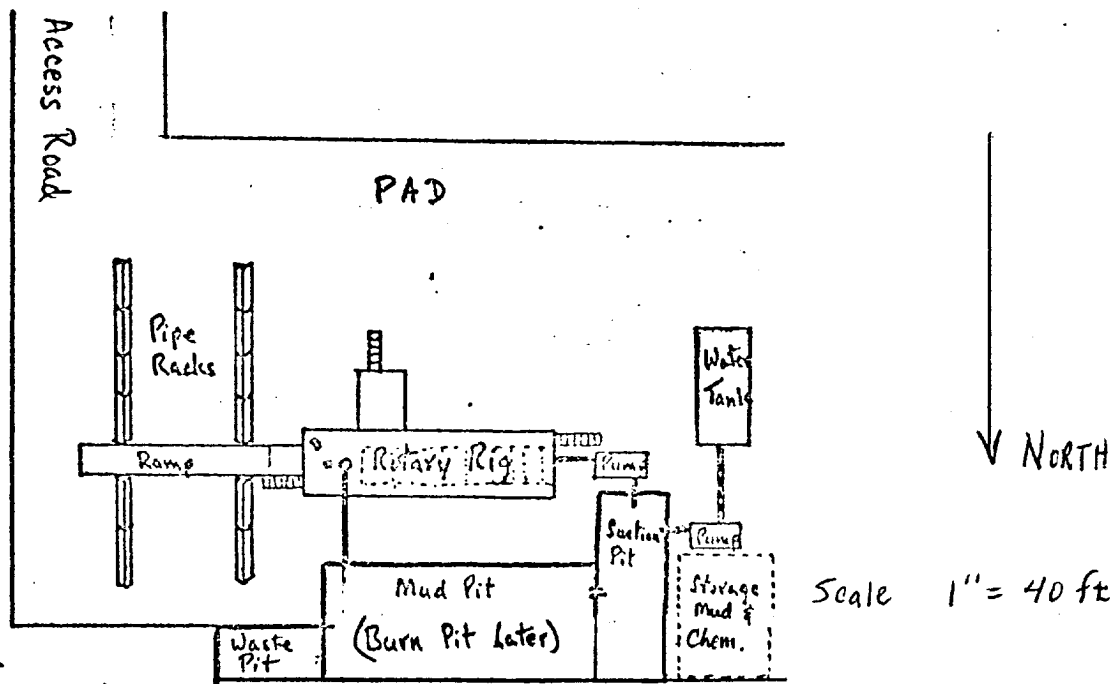 Access Road
PAD
Pipe
Racks
Water
Tank
Ramp
Rotary Rig
Pump
NORTH
Suction
Pit
Pump
Mud Pit
(Burn Pit Later)
Storage
Mud &
Chem.
Scale 1" = 40 ft
Waste
Pit